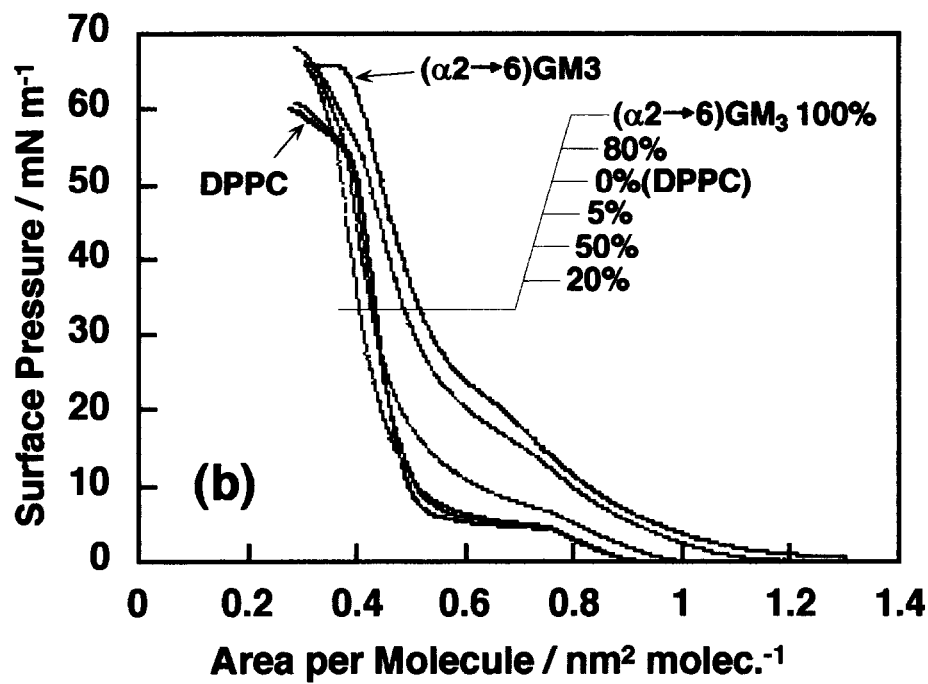 70
60
50
40
30
20
10
0
Surface Pressure / mN m⁻¹
(α2→6)GM3
DPPC
(α2→6)GM₃ 100%
80%
0%(DPPC)
5%
50%
20%
(b)
0 0.2 0.4 0.6 0.8 1 1.2 1.4
Area per Molecule / nm² molec.⁻¹